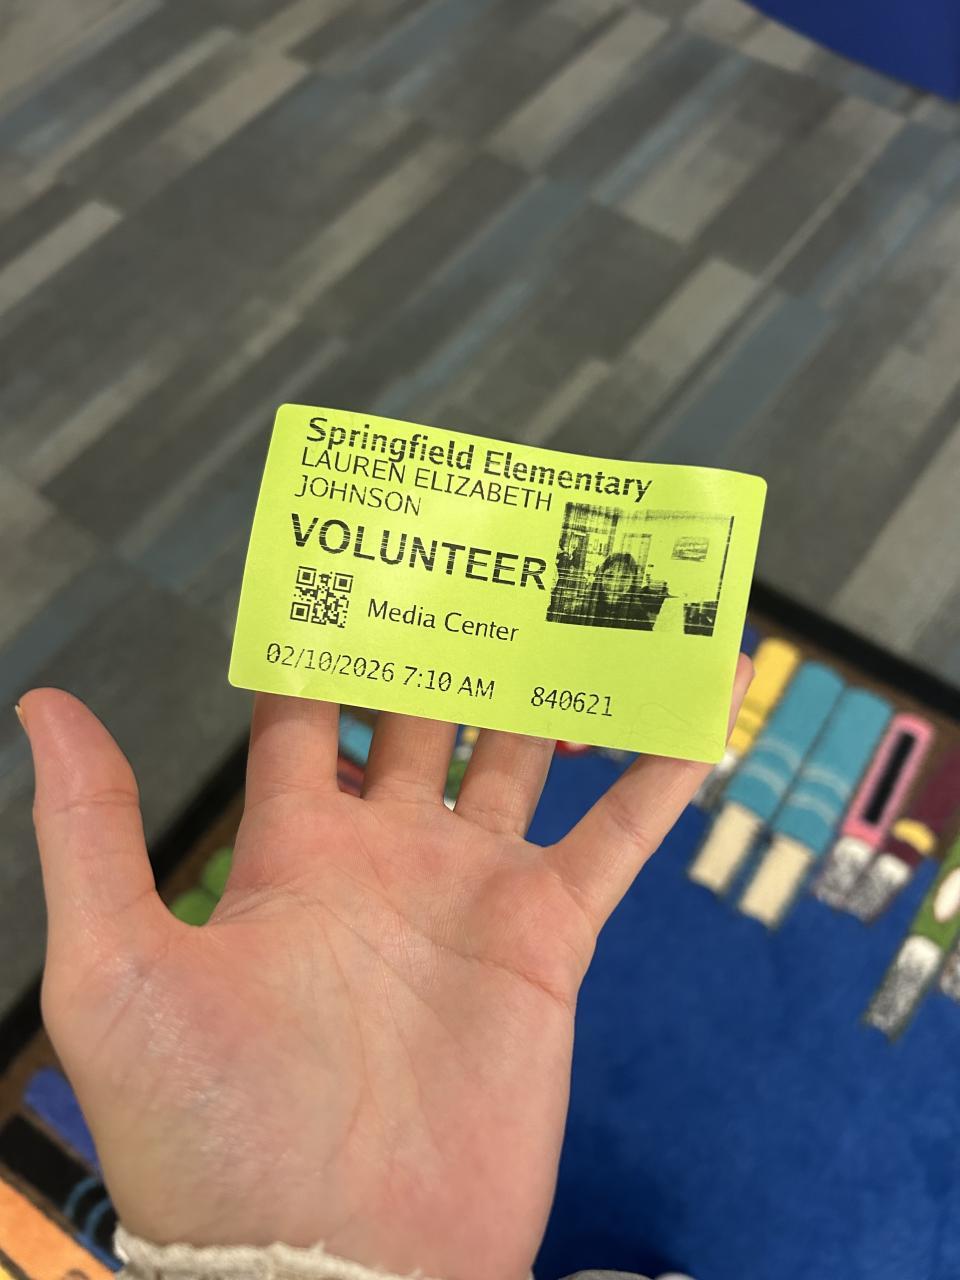 Springfield Elementary
LAUREN ELIZABETH
JOHNSON
VOLUNTEER
Media Center
02/10/2026 7:10 AM 840621